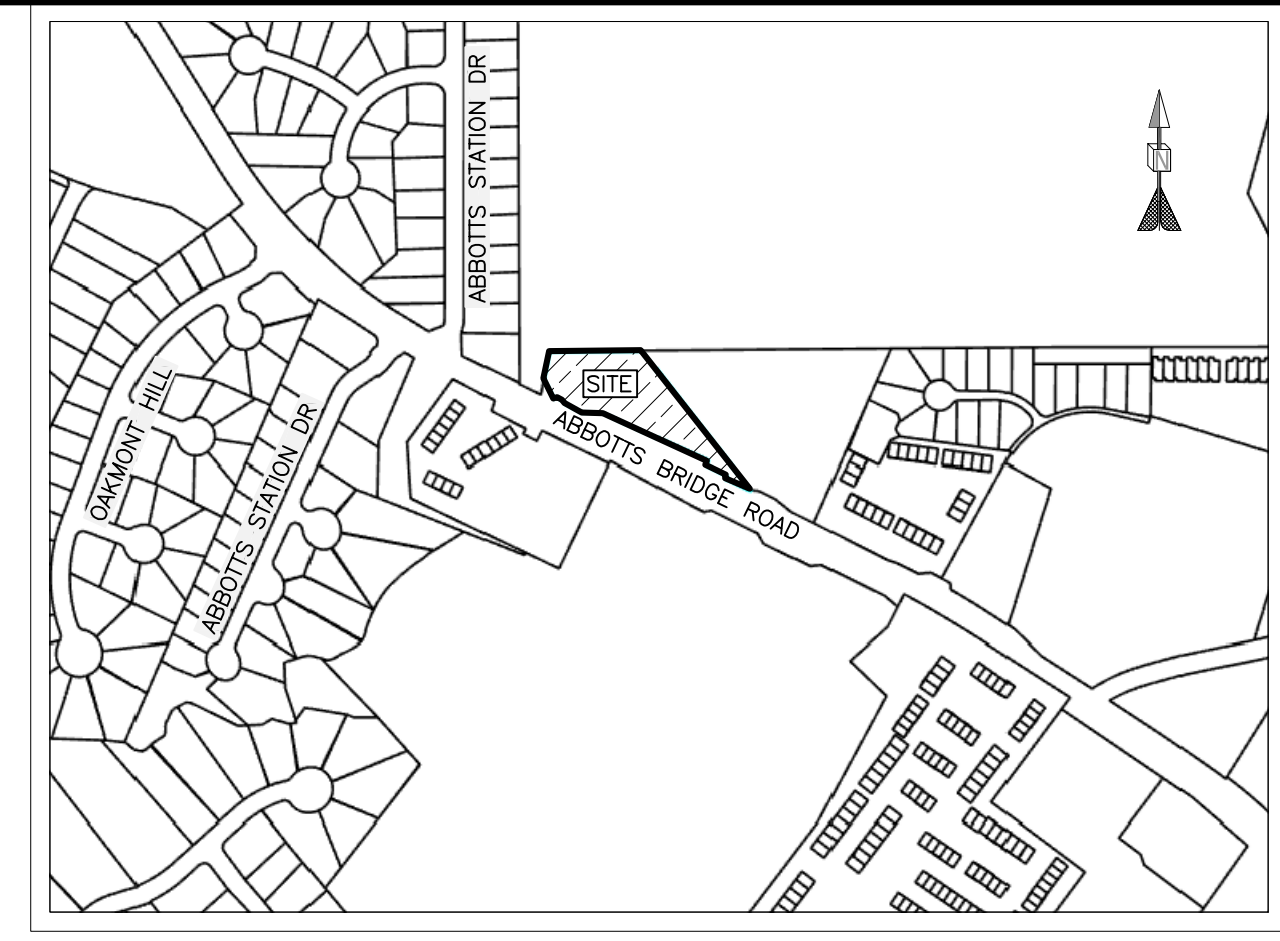 ABBOTTS STATION DR
N
SITE
ABBOTTS BRIDGE ROAD
OAKMONT HILL
ABBOTTS STATION DR